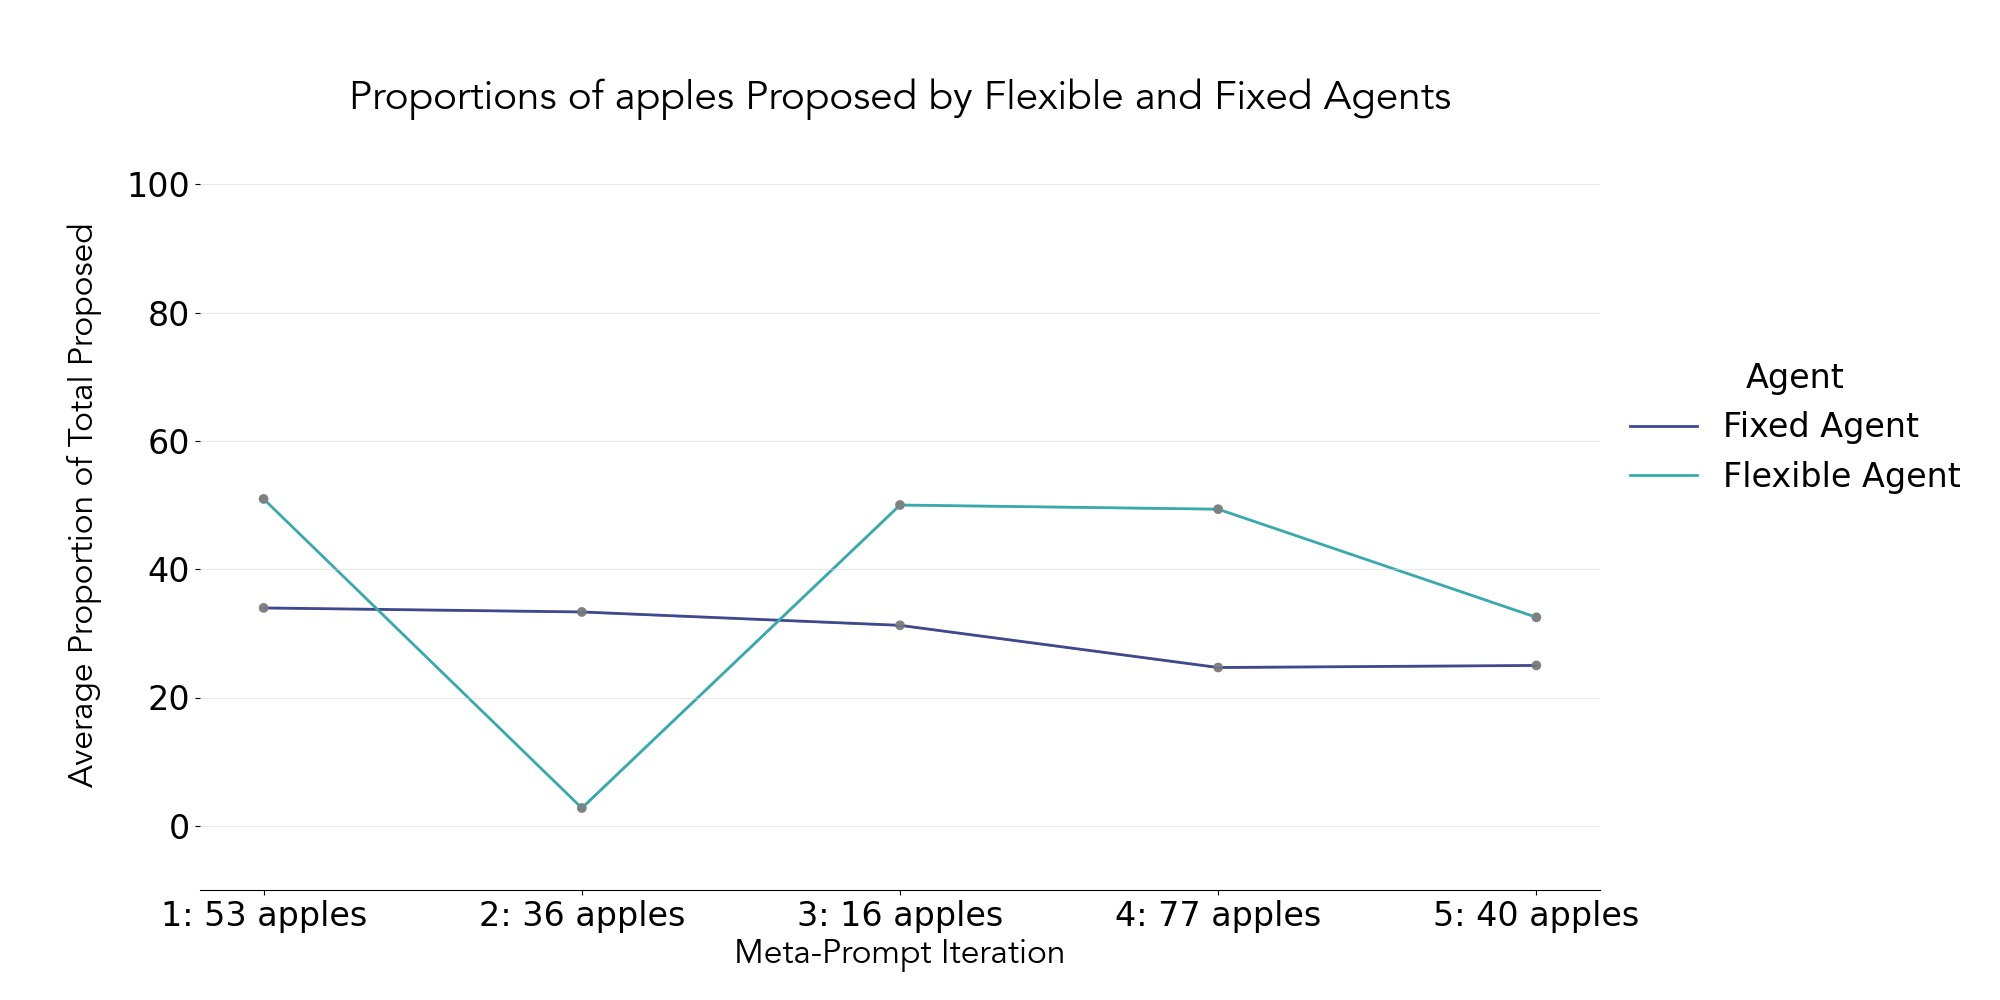 Proportions of apples Proposed by Flexible and Fixed Agents
Average Proportion of Total Proposed
100
80
60
40
20
0
1: 53 apples
2: 36 apples
3: 16 apples
4: 77 apples
5: 40 apples
Meta-Prompt Iteration
Agent
Fixed Agent
Flexible Agent